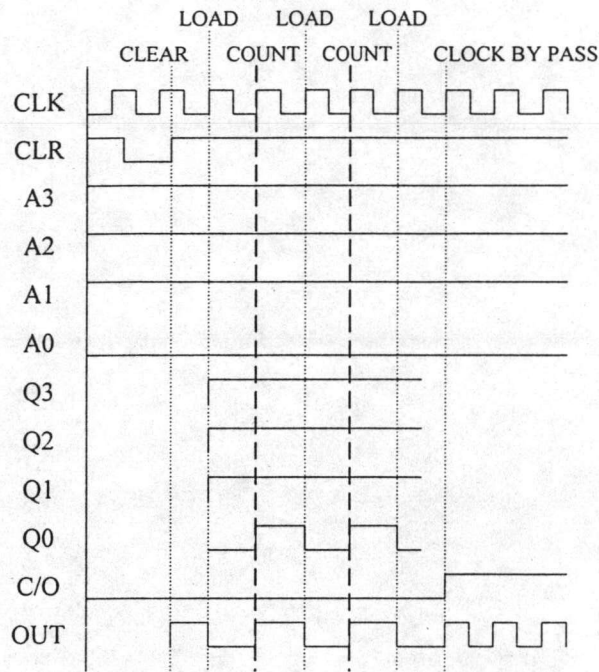 LOAD LOAD LOAD
CLEAR COUNT COUNT CLOCK BY PASS
CLK
CLR
A3
A2
A1
A0
Q3
Q2
Q1
Q0
C/O
OUT